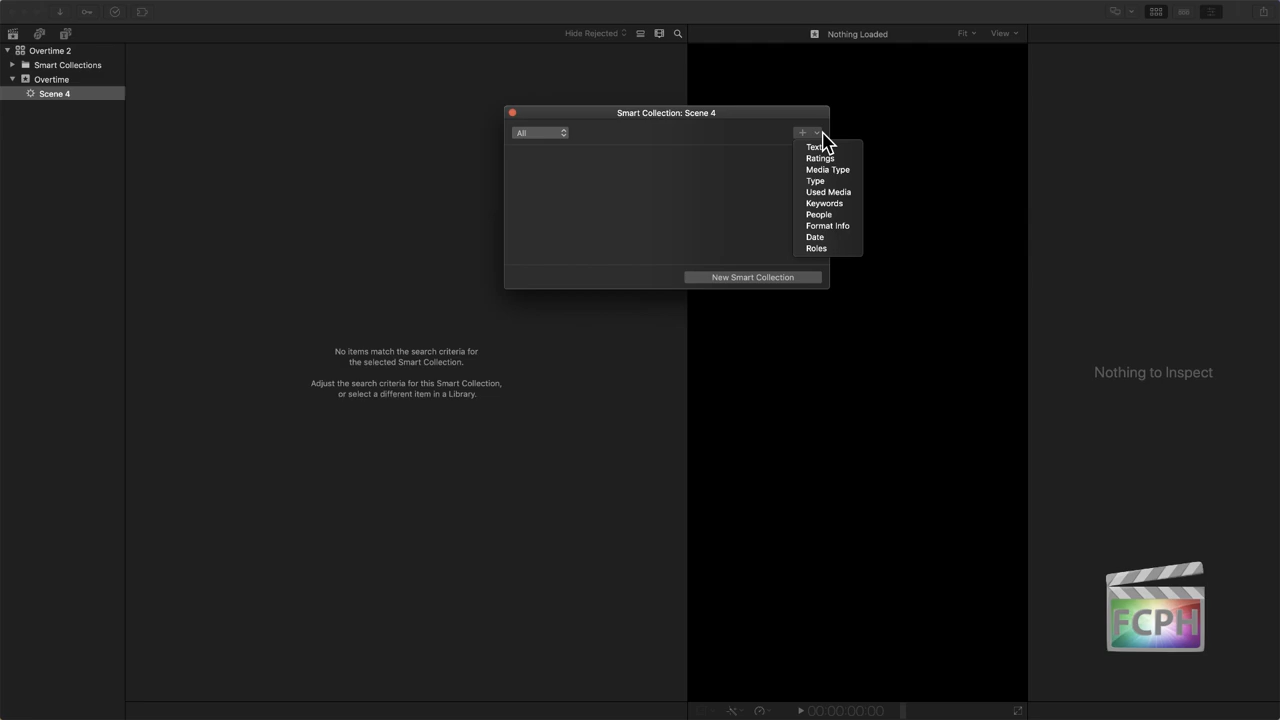 Hide Rejected
Nothing Loaded
Fit
View
Overtime 2
Smart Collections
Overtime
Scene 4
Smart Collection: Scene 4
All
Text
Ratings
Media Type
Type
Used Media
Keywords
People
Format Info
Date
Roles
New Smart Collection
No items match the search criteria for
the selected Smart Collection.
Adjust the search criteria for this Smart Collection,
or select a different item in a Library.
Nothing to Inspect
FCPH
00:00:00:00